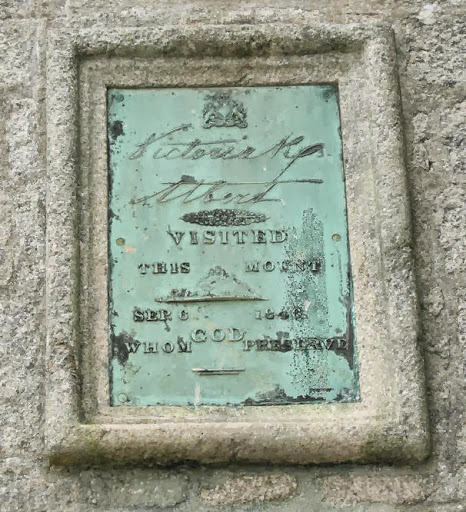 Victoria R
Albert
VISITED
THIS MOUNT
SEP 6 1846
GOD
WHOM PRESERVE